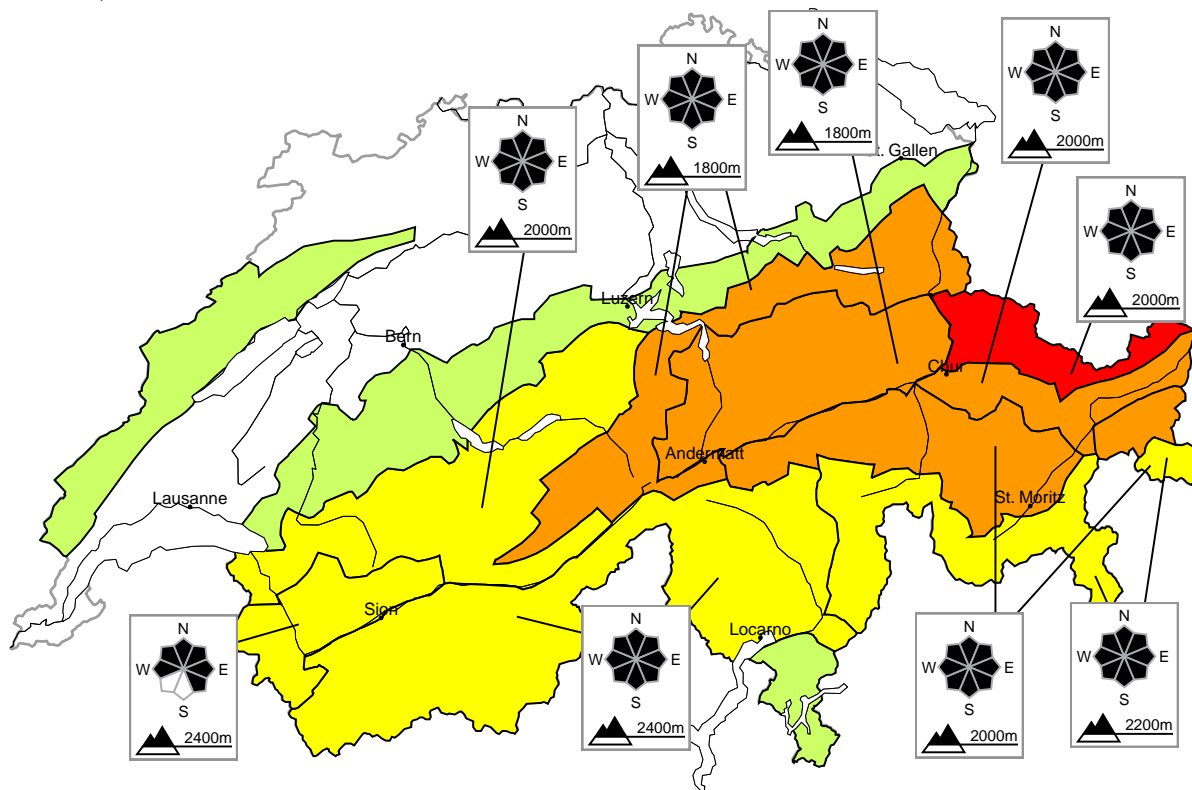 N
W E
S
2000m
N
W E
S
1800m
N
W E
S
1800m
N
W E
S
2000m
N
W E
S
2000m
t. Gallen
Luzern
Bern
Chur
Andermatt
Lausanne
St. Moritz
Sion
Locarno
N
W E
S
2400m
N
W E
S
2400m
N
W E
S
2000m
N
W E
S
2200m